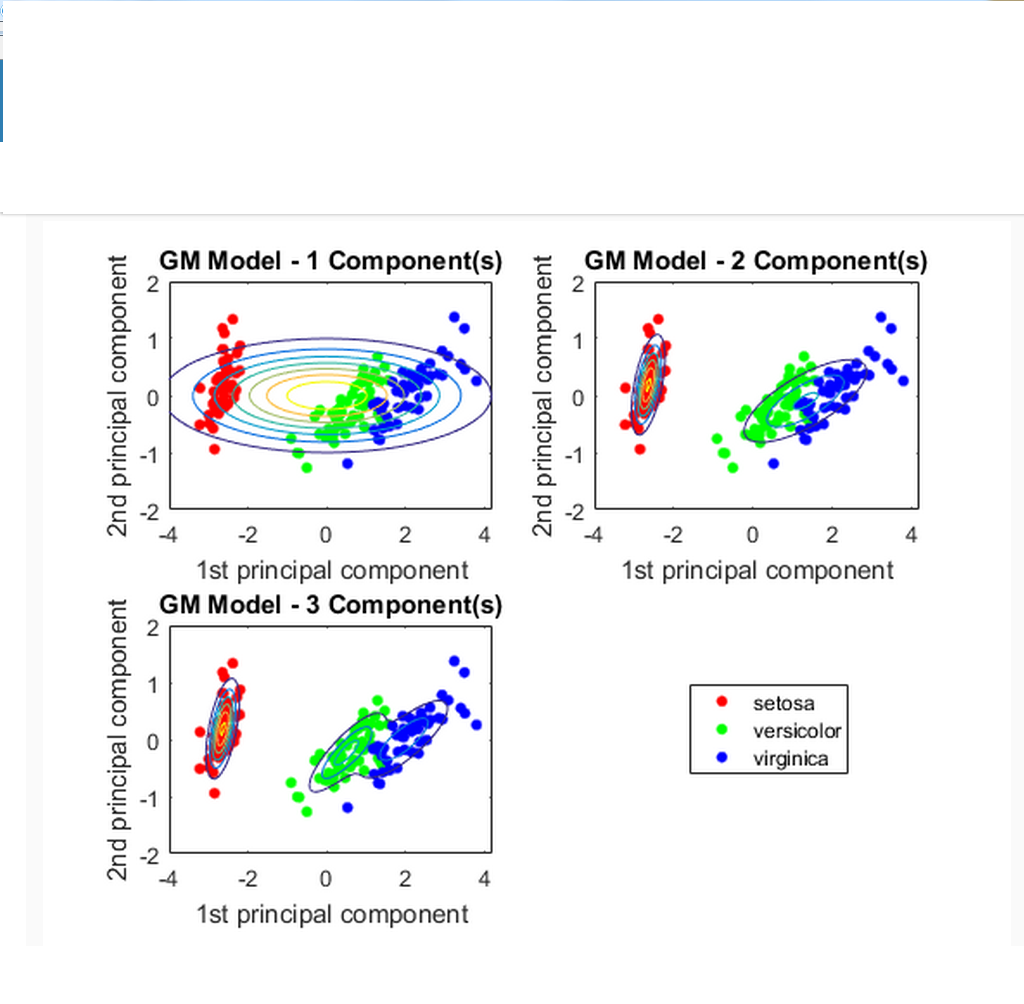 GM Model - 1 Component(s)
2nd principal component
2
1
0
-1
-2
-4
-2
0
2
4
1st principal component
GM Model - 2 Component(s)
2nd principal component
2
1
0
-1
-2
-4
-2
0
2
4
1st principal component
GM Model - 3 Component(s)
2nd principal component
2
1
0
-1
-2
-4
-2
0
2
4
1st principal component
setosa
versicolor
virginica